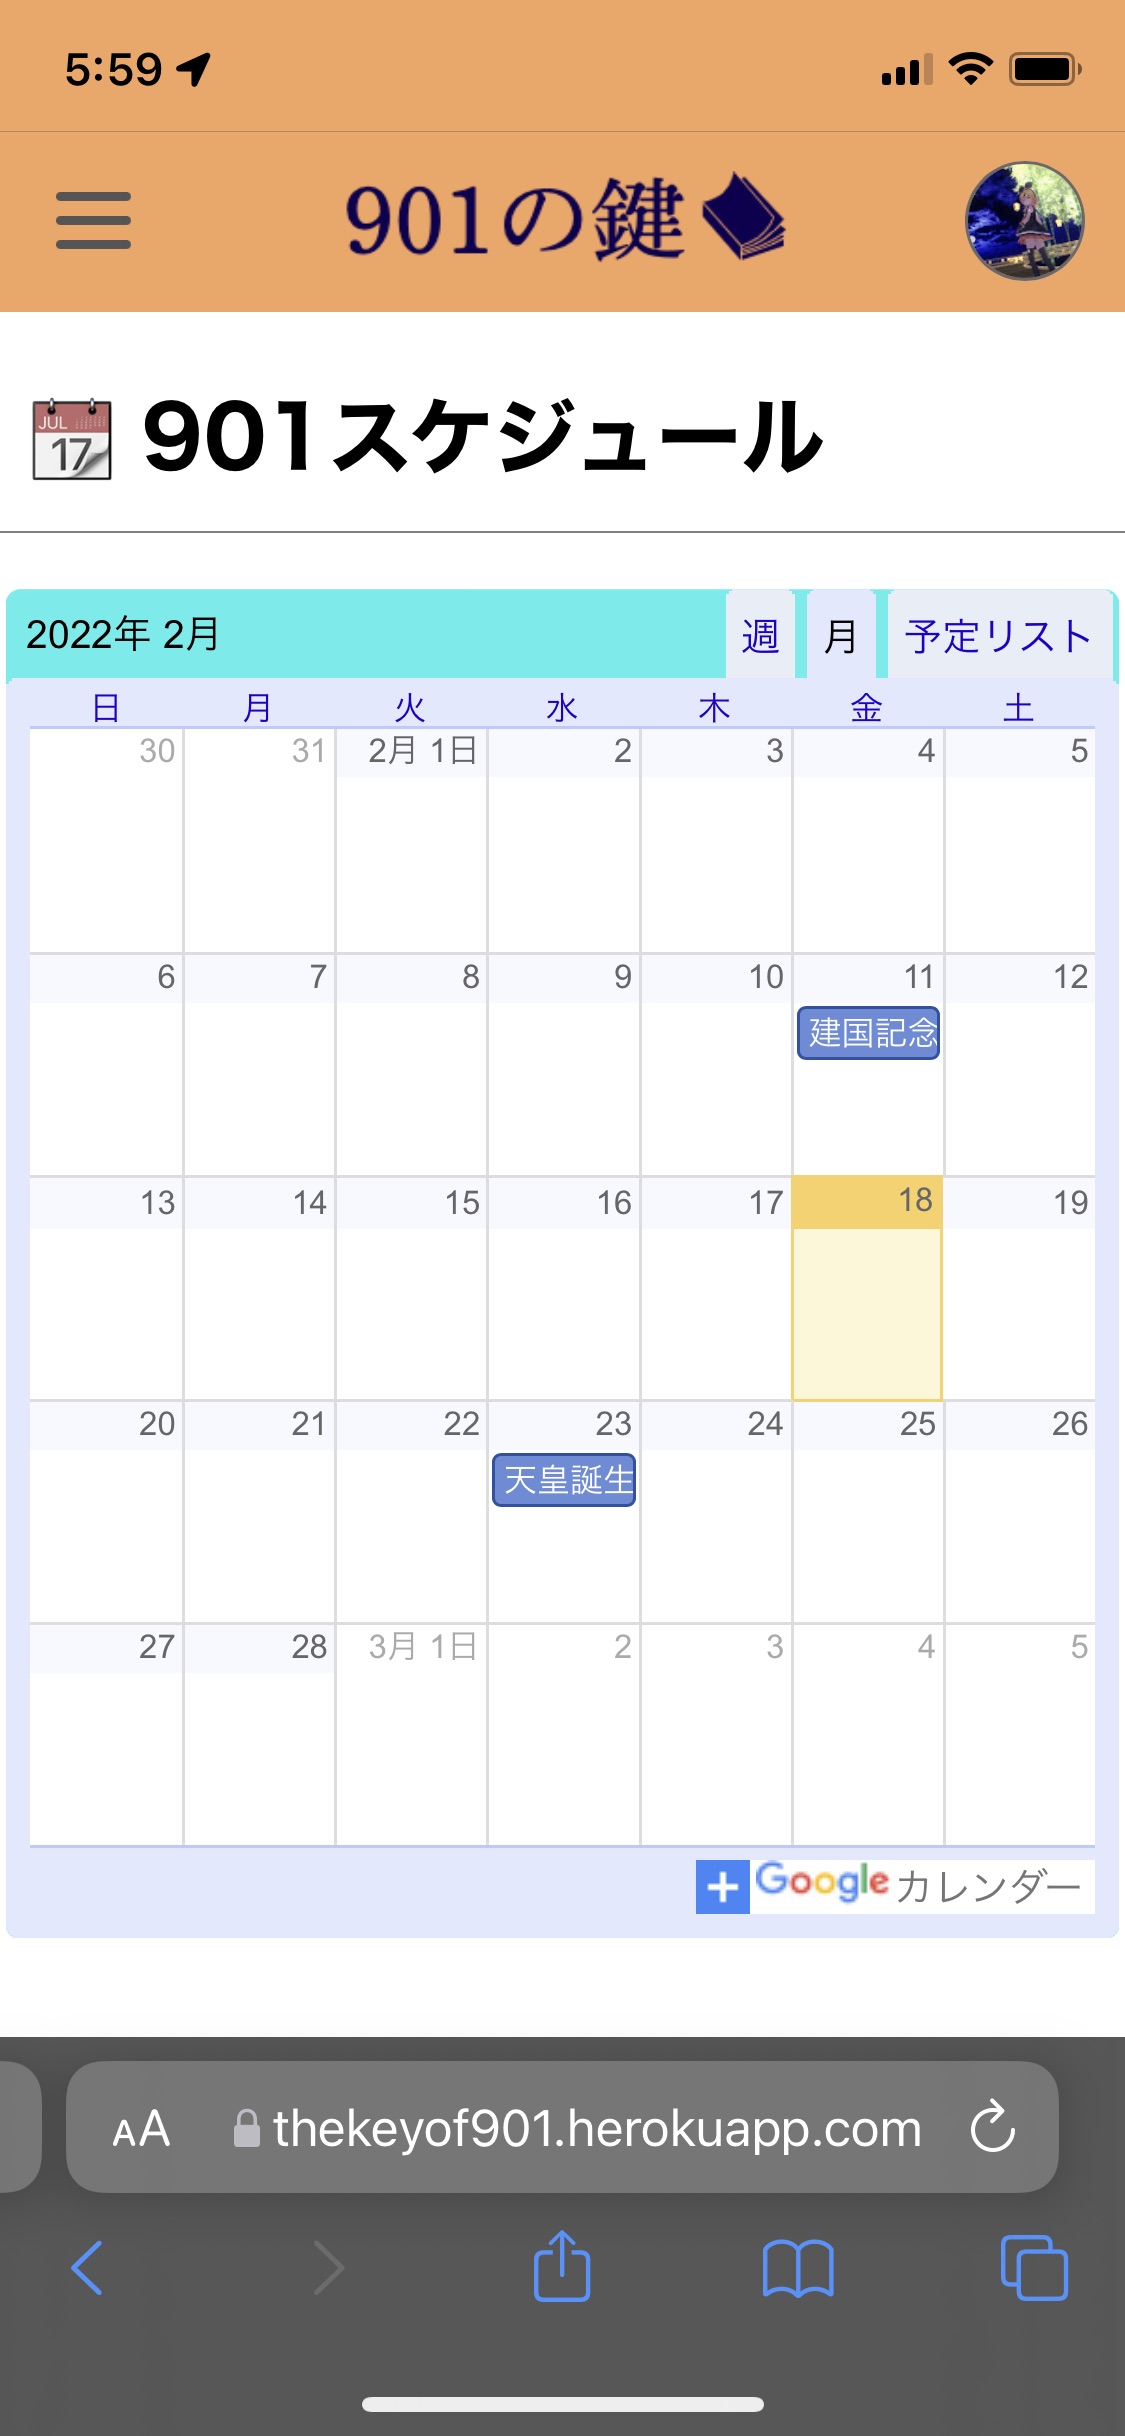 5:59
901の鍵
JUL
17
901スケジュール
2022年 2月
週
月
予定リスト
日 月 火 水 木 金 土
30 31 2月 1日 2 3 4 5
6 7 8 9 10 11 12
建国記念
13 14 15 16 17 18 19
20 21 22 23 24 25 26
天皇誕生
27 28 3月 1日 2 3 4 5
+ Google カレンダー
AA thekeyof901.herokuapp.com